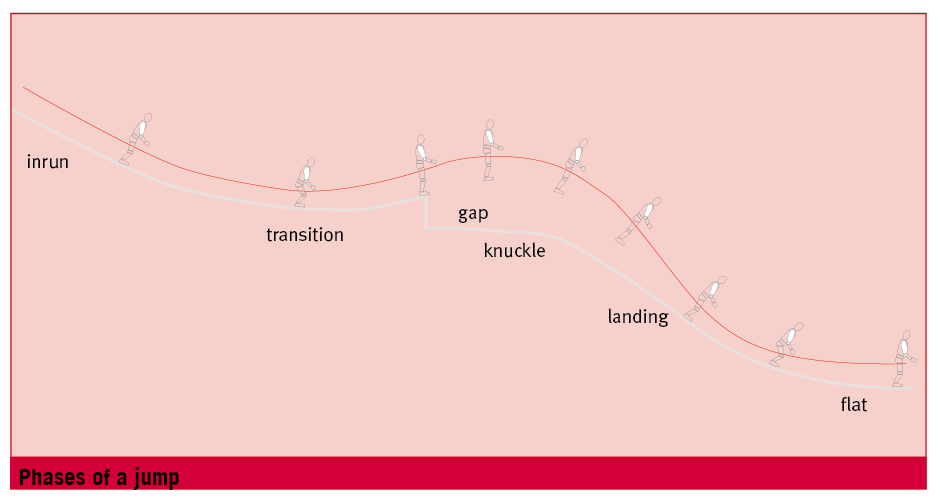 inrun
transition
gap
knuckle
landing
flat
Phases of a jump